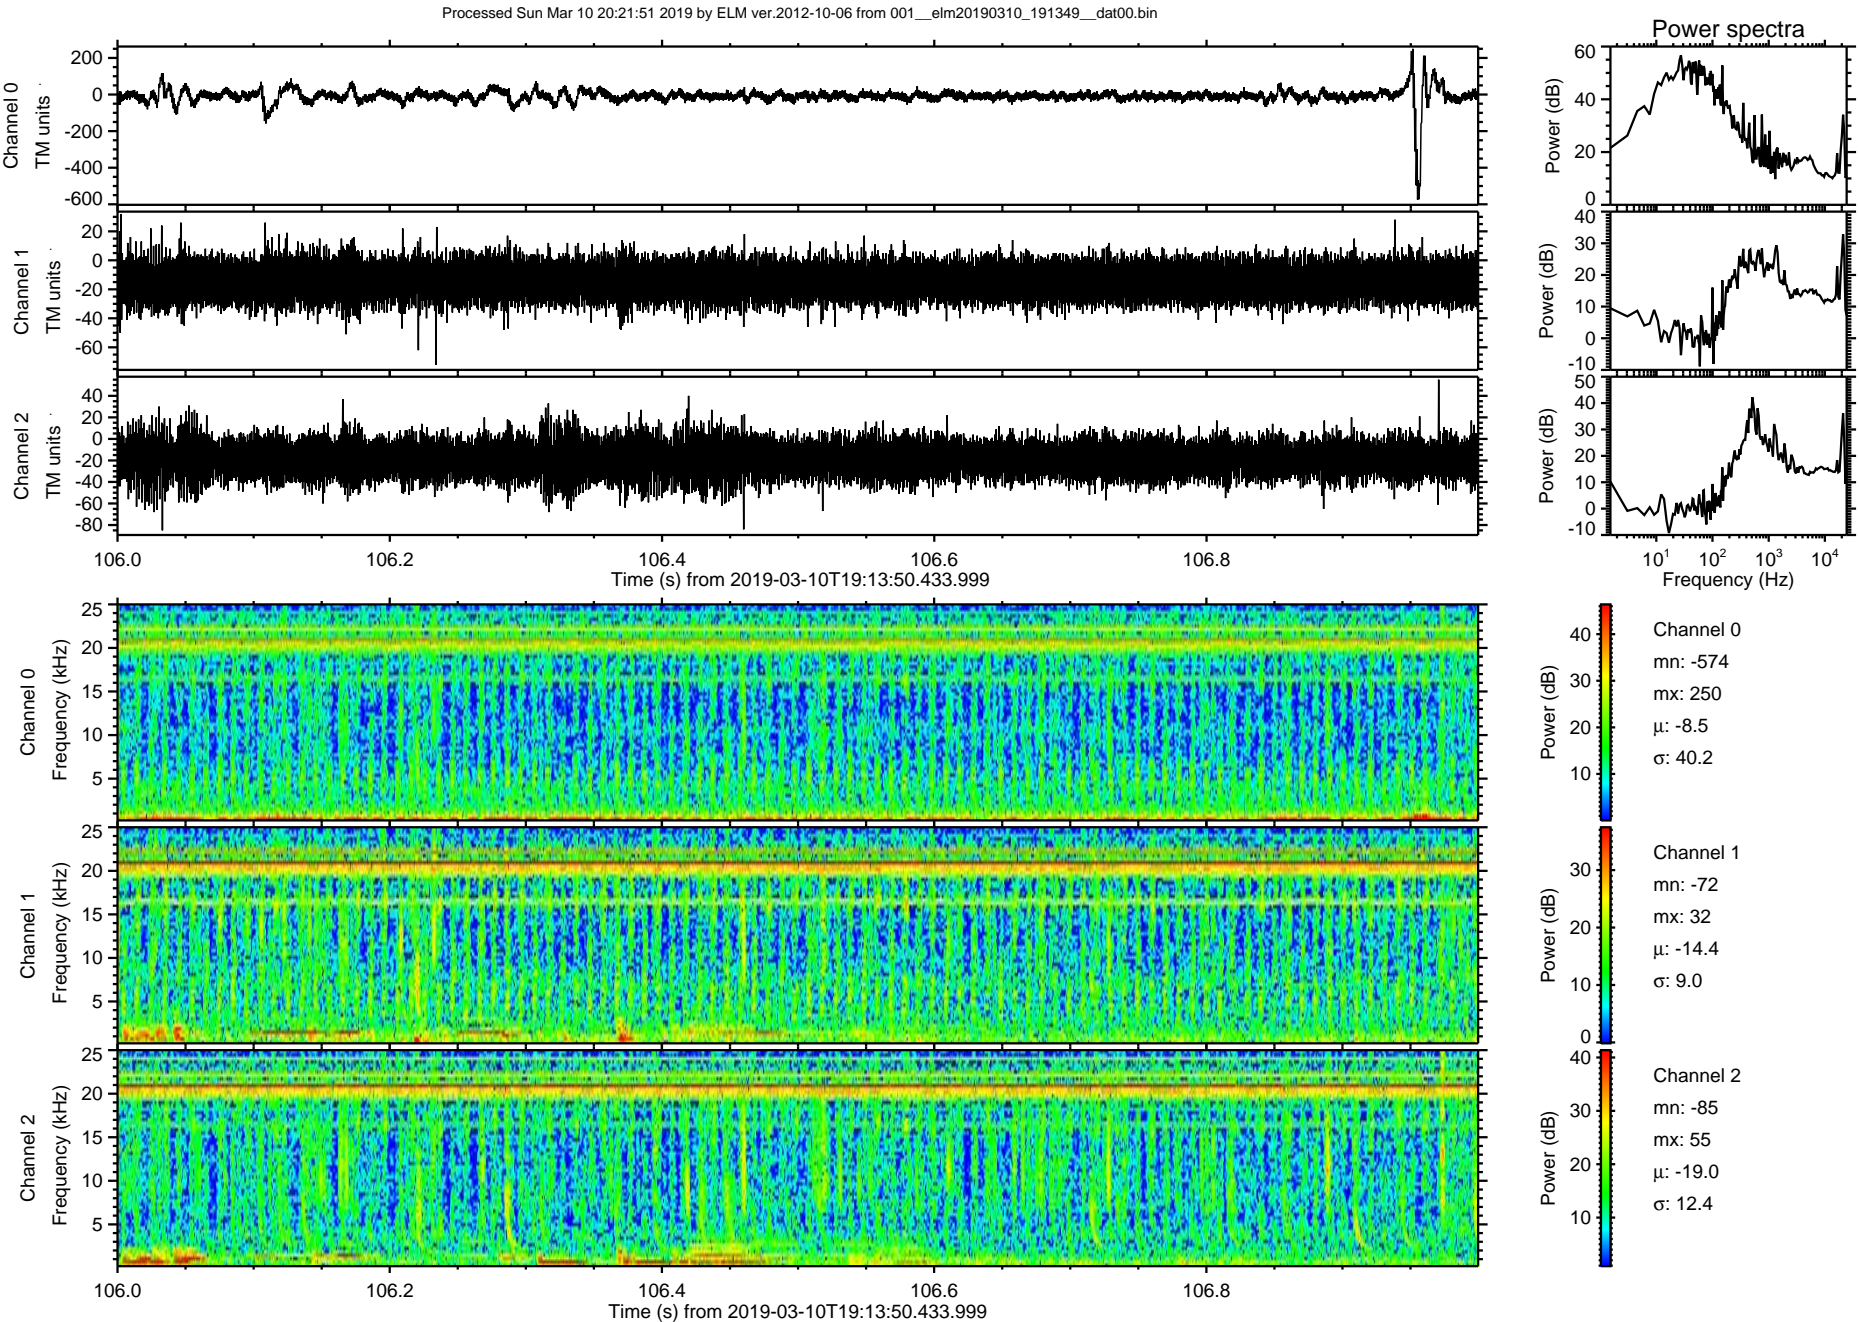 Processed Sun Mar 10 20:21:51 2019 by ELM ver.2012-10-06 from 001__elm20190310_191349__dat00.bin
Power spectra
Channel 0
TM units
200
0
-200
-400
-600
Power (dB)
60
40
20
0
Channel 1
TM units
20
0
-20
-40
-60
Power (dB)
40
30
20
10
0
-10
Channel 2
TM units
40
20
0
-20
-40
-60
-80
Power (dB)
50
40
30
20
10
0
-10
106.0 106.2 106.4 106.6 106.8
Time (s) from 2019-03-10T19:13:50.433.999
10¹ 10² 10³ 10⁴
Frequency (Hz)
Channel 0
Frequency (kHz)
25
20
15
10
5
Power (dB)
40
30
20
10
Channel 0
mn: -574
mx: 250
μ: -8.5
σ: 40.2
Channel 1
Frequency (kHz)
25
20
15
10
5
Power (dB)
30
20
10
0
Channel 1
mn: -72
mx: 32
μ: -14.4
σ: 9.0
Channel 2
Frequency (kHz)
25
20
15
10
5
Power (dB)
40
30
20
10
Channel 2
mn: -85
mx: 55
μ: -19.0
σ: 12.4
106.0 106.2 106.4 106.6 106.8
Time (s) from 2019-03-10T19:13:50.433.999